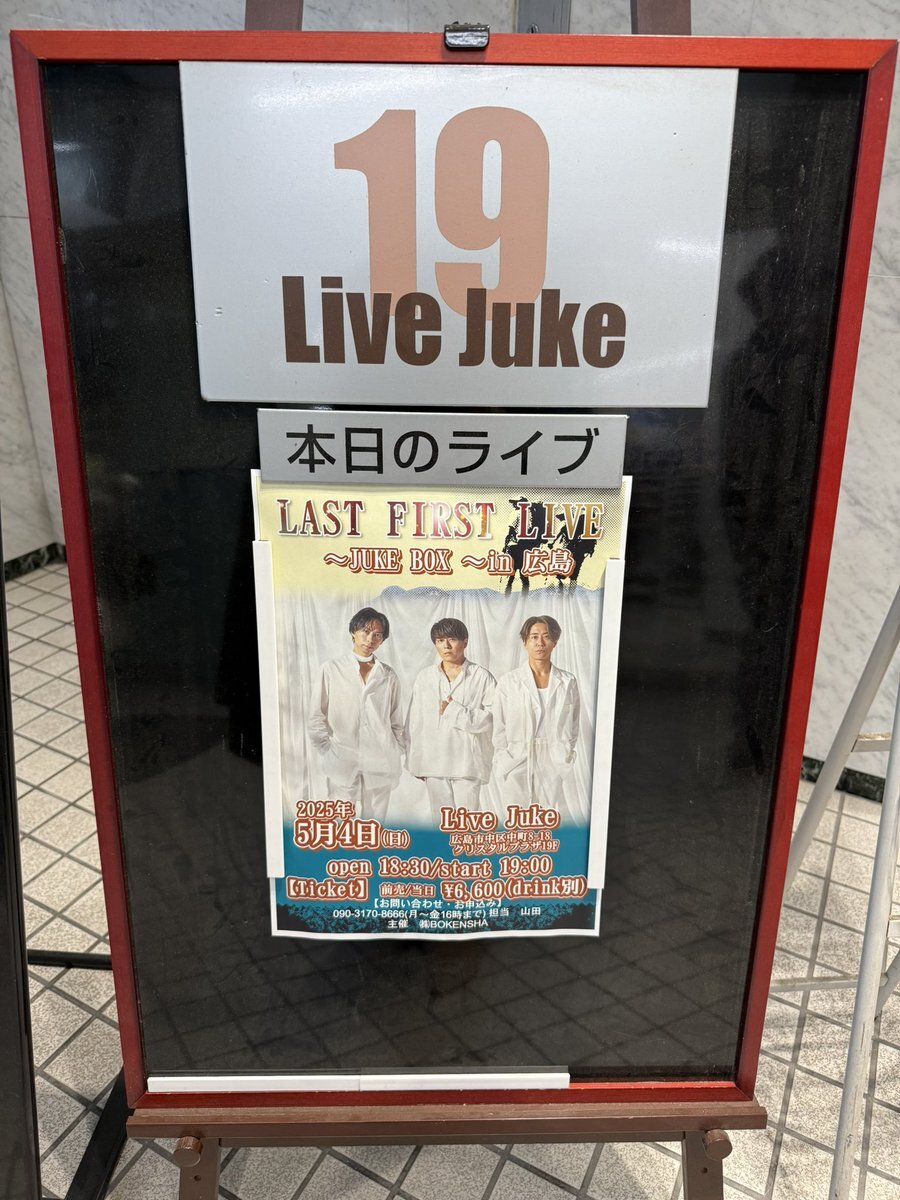 19
Live Juke
本日のライブ
LAST FIRST LIVE
～JUKE BOX ～in 広島
2025年
5月4日(日)
Live Juke
広島市中区中町8-18
クリスタルプラザ19F
open 18:30/start 19:00
【Ticket】 前売/当日 ¥6,600(drink別)
【お問い合わせ・お申込み】
090-3170-8666(月～金16時まで) 担当 山田
主催 ㈱BOKENSHA